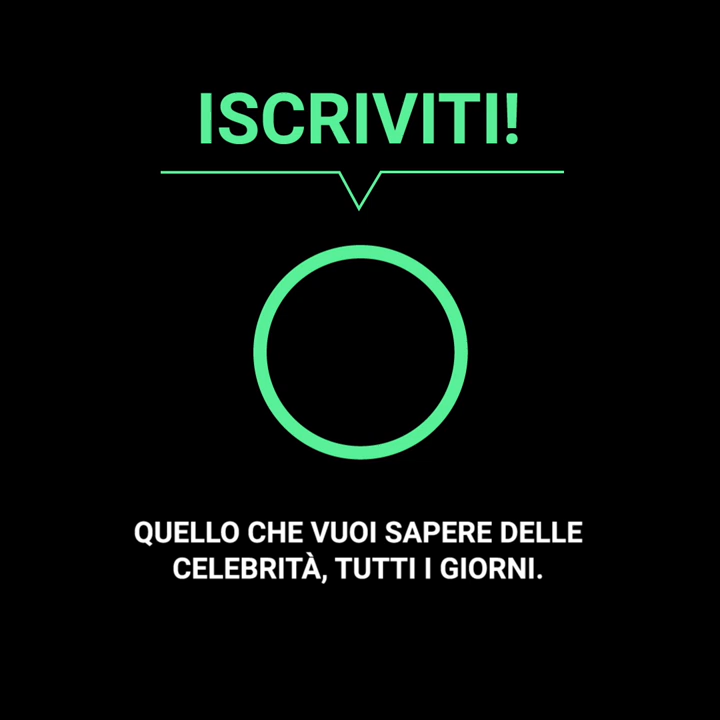 ISCRIVITI!
QUELLO CHE VUOI SAPERE DELLE
CELEBRITÀ, TUTTI I GIORNI.